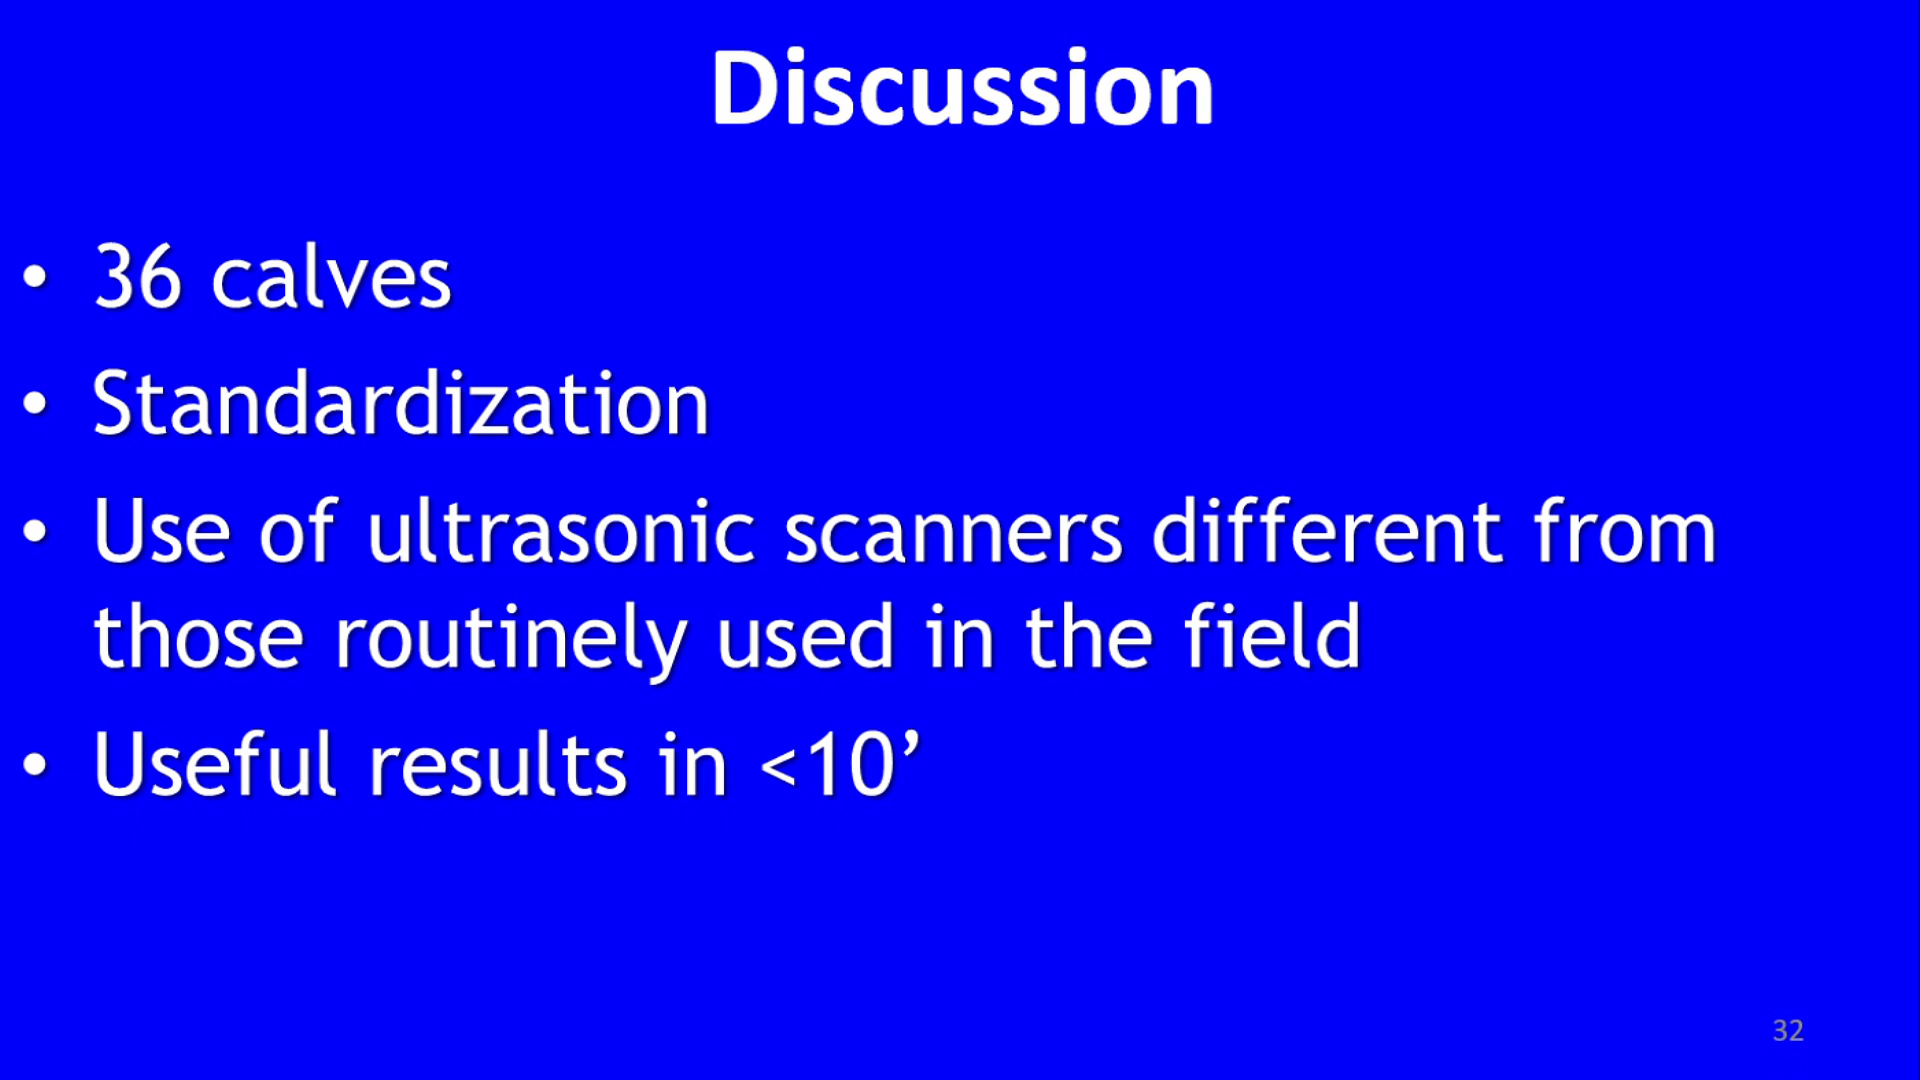 Discussion
• 36 calves
• Standardization
• Use of ultrasonic scanners different from
those routinely used in the field
• Useful results in <10’
32